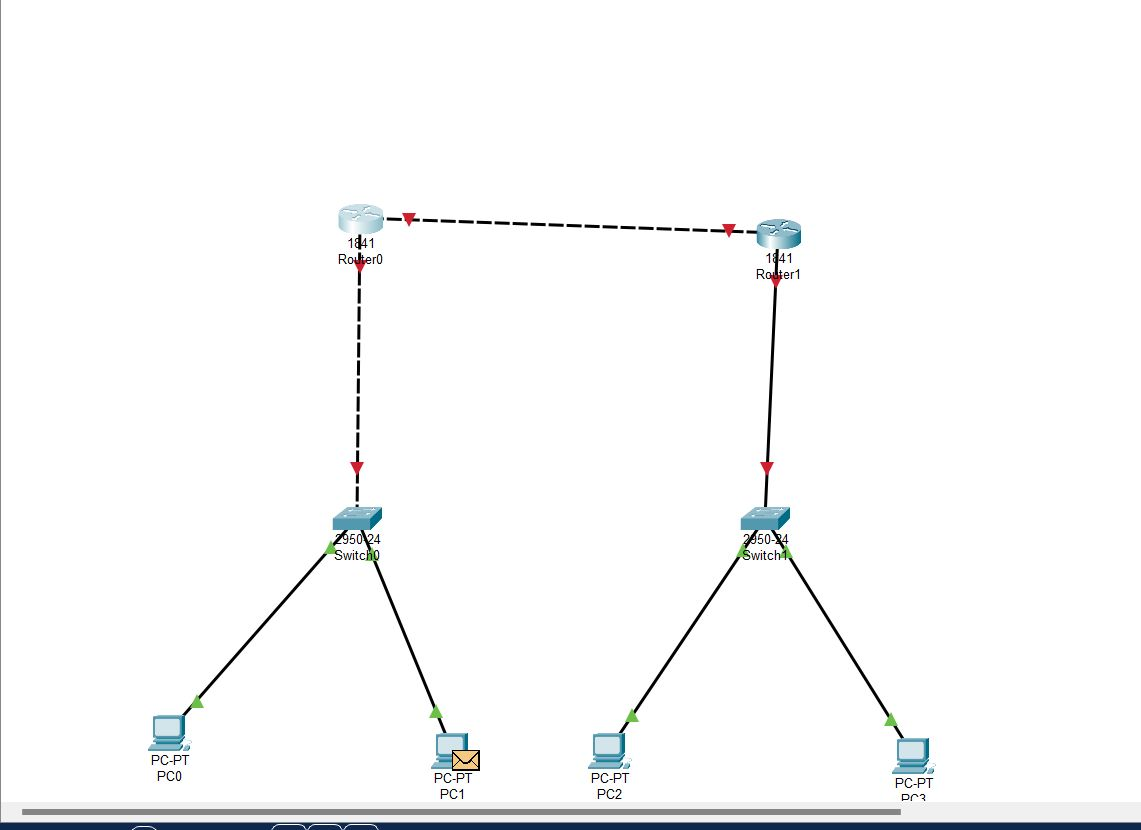 1841
Router0
1841
Router1
2950-24
Switch0
2950-24
Switch1
PC-PT
PC0
PC-PT
PC1
PC-PT
PC2
PC-PT
PC3